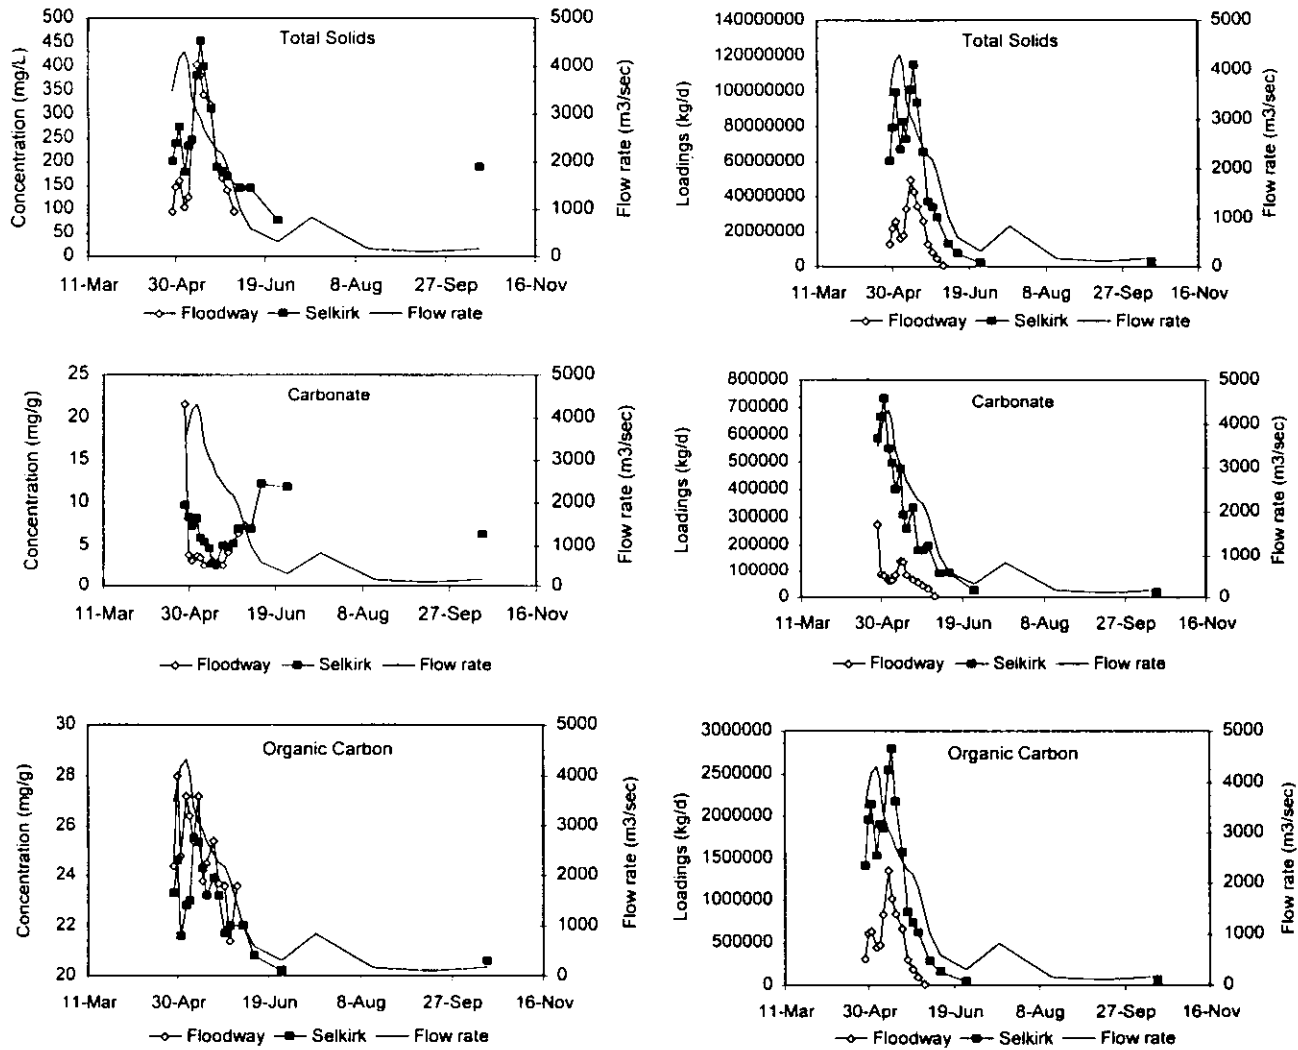 Total Solids
Concentration (mg/L)
500
450
400
350
300
250
200
150
100
50
0
5000
4000
3000
2000
1000
0
Flow rate (m3/sec)
11-Mar 30-Apr 19-Jun 8-Aug 27-Sep 16-Nov
Floodway Selkirk Flow rate
Total Solids
Loadings (kg/d)
140000000
120000000
100000000
80000000
60000000
40000000
20000000
0
5000
4000
3000
2000
1000
0
Flow rate (m3/sec)
11-Mar 30-Apr 19-Jun 8-Aug 27-Sep 16-Nov
Floodway Selkirk Flow rate
Carbonate
Concentration (mg/g)
25
20
15
10
5
0
5000
4000
3000
2000
1000
0
Flow rate (m3/sec)
11-Mar 30-Apr 19-Jun 8-Aug 27-Sep 16-Nov
Floodway Selkirk Flow rate
Carbonate
Loadings (kg/d)
800000
700000
600000
500000
400000
300000
200000
100000
0
5000
4000
3000
2000
1000
0
Flow rate (m3/sec)
11-Mar 30-Apr 19-Jun 8-Aug 27-Sep 16-Nov
Floodway Selkirk Flow rate
Organic Carbon
Concentration (mg/g)
30
28
26
24
22
20
5000
4000
3000
2000
1000
0
Flow rate (m3/sec)
11-Mar 30-Apr 19-Jun 8-Aug 27-Sep 16-Nov
Floodway Selkirk Flow rate
Organic Carbon
Loadings (kg/d)
3000000
2500000
2000000
1500000
1000000
500000
0
5000
4000
3000
2000
1000
0
Flow rate (m3/sec)
11-Mar 30-Apr 19-Jun 8-Aug 27-Sep 16-Nov
Floodway Selkirk Flow rate